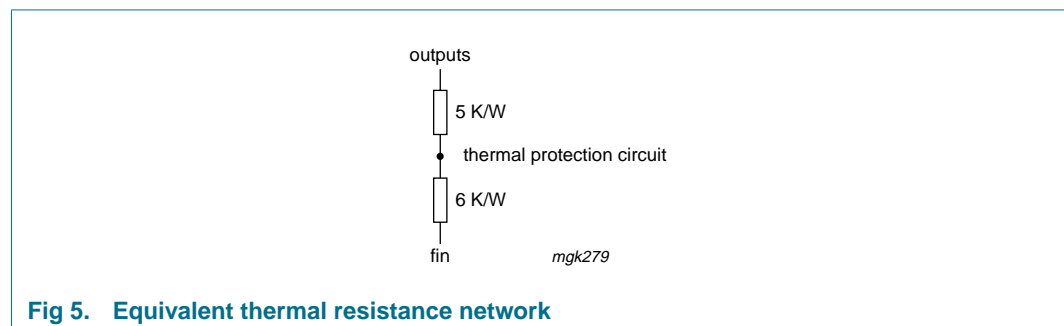 outputs
5 K/W
thermal protection circuit
6 K/W
fin
mgk279
Fig 5. Equivalent thermal resistance network